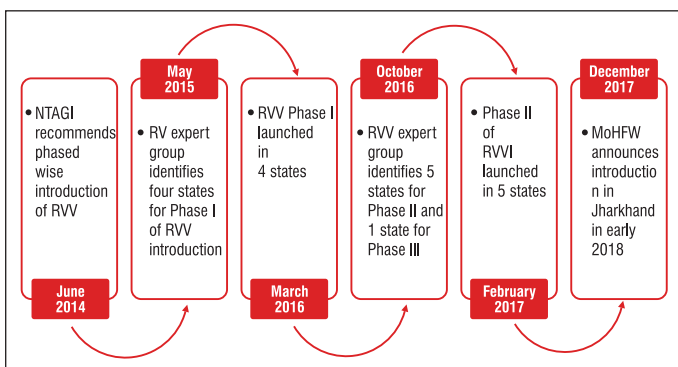 • NTAGI
recommends
phased
wise
introduction
of RVV
June
2014
May
2015
• RV expert
group
identifies
four states
for Phase I
of RVV
introduction
• RVV Phase I
launched
in
4 states
March
2016
October
2016
• RVV expert
group
identifies 5
states for
Phase II and
1 state for
Phase III
• Phase II
of
RVVI
launched
in 5 states
February
2017
December
2017
• MoHFW
announces
introductio
n in
Jharkhand
in early
2018